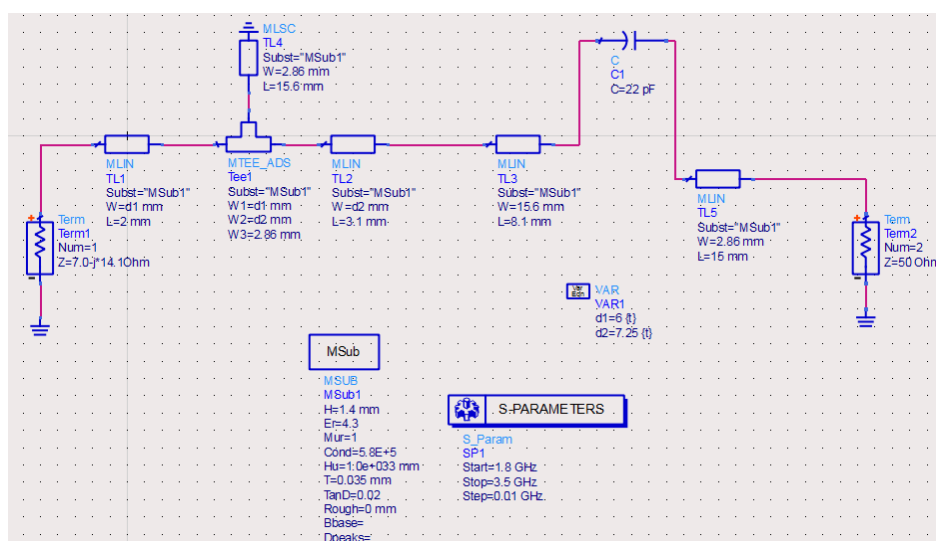 MLSC
TL4
Subst="MSub1"
W=2.86 mm
L=15.6 mm
C
C1
C=22 pF
MLIN
TL1
Subst="MSub1"
W=d1 mm
L=2 mm
MTEE_ADS
Tee1
Subst="MSub1"
W1=d1 mm
W2=d2 mm
W3=2.86 mm
MLIN
TL2
Subst="MSub1"
W=d2 mm
L=3.1 mm
MLIN
TL3
Subst="MSub1"
W=15.6 mm
L=8.1 mm
MLIN
TL5
Subst="MSub1"
W=2.86 mm
L=15 mm
Term
Term1
Num=1
Z=7.0-j*14.1Ohm
Term
Term2
Num=2
Z=50 Ohm
Var
Eqn
VAR
VAR1
d1=6 {t}
d2=7.25 {t}
MSub
MSUB
MSub1
H=1.4 mm
Er=4.3
Mur=1
Cond=5.8E+5
Hu=1.0e+033 mm
T=0.035 mm
TanD=0.02
Rough=0 mm
Bbase=
Dpeaks=
S-PARAMETERS
S_Param
SP1
Start=1.8 GHz
Stop=3.5 GHz
Step=0.01 GHz